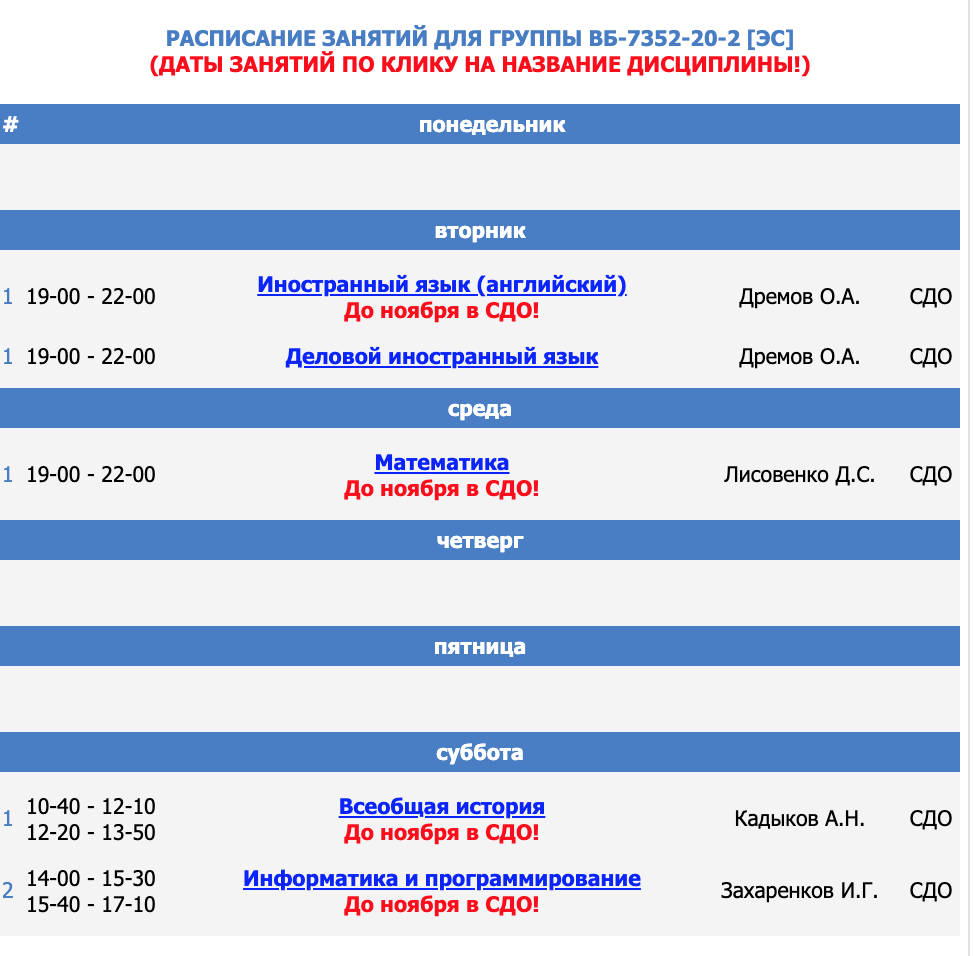 РАСПИСАНИЕ ЗАНЯТИЙ ДЛЯ ГРУППЫ ВБ-7352-20-2 [ЭС]
(ДАТЫ ЗАНЯТИЙ ПО КЛИКУ НА НАЗВАНИЕ ДИСЦИПЛИНЫ!)
# понедельник
вторник
1 19-00 - 22-00 Иностранный язык (английский) Дремов О.А. СДО
До ноября в СДО!
1 19-00 - 22-00 Деловой иностранный язык Дремов О.А. СДО
среда
1 19-00 - 22-00 Математика Лисовенко Д.С. СДО
До ноября в СДО!
четверг
пятница
суббота
1 10-40 - 12-10 Всеобщая история Кадыков А.Н. СДО
12-20 - 13-50 До ноября в СДО!
2 14-00 - 15-30 Информатика и программирование Захаренков И.Г. СДО
15-40 - 17-10 До ноября в СДО!